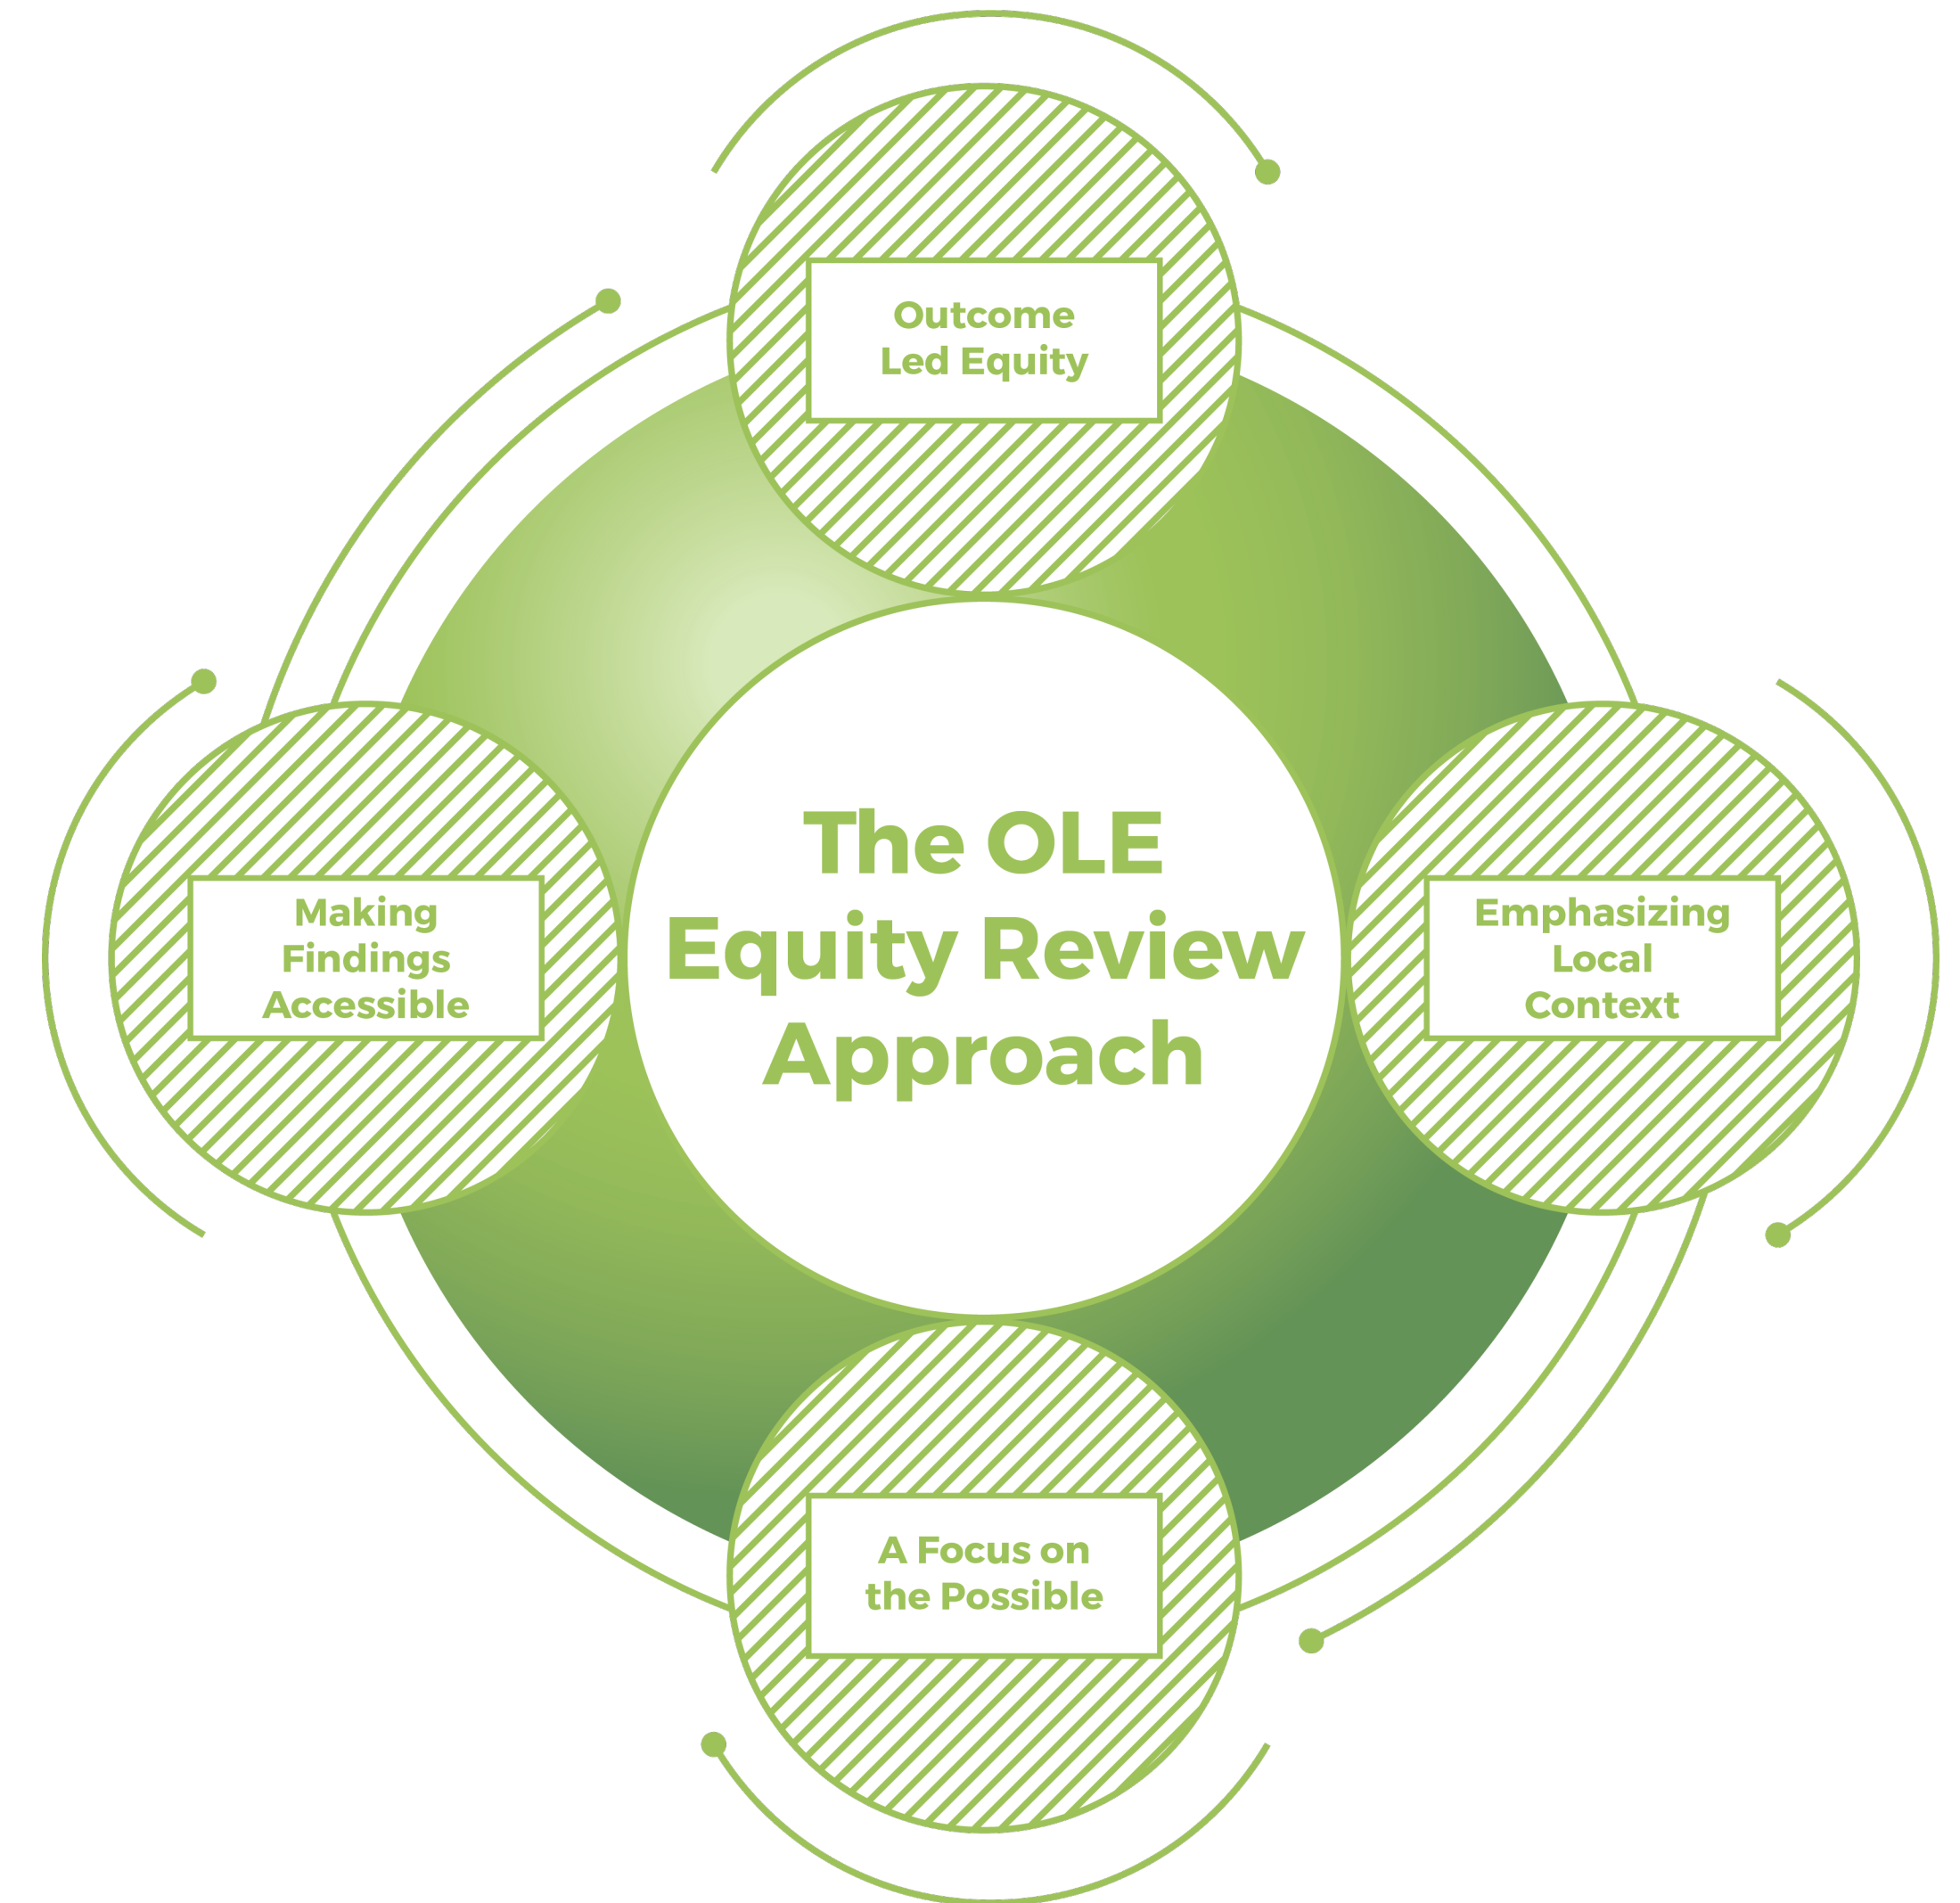 Outcome
Led Equity
The OLE
Equity Review
Approach
Making
Findings
Accessible
Emphasizing
Local
Context
A Focus on
the Possible